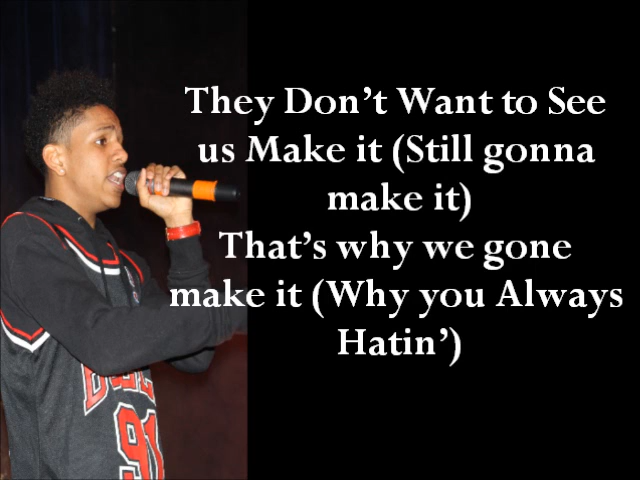 They Don't Want to See
us Make it (Still gonna
make it)
That's why we gone
make it (Why you Always
Hatin')
91